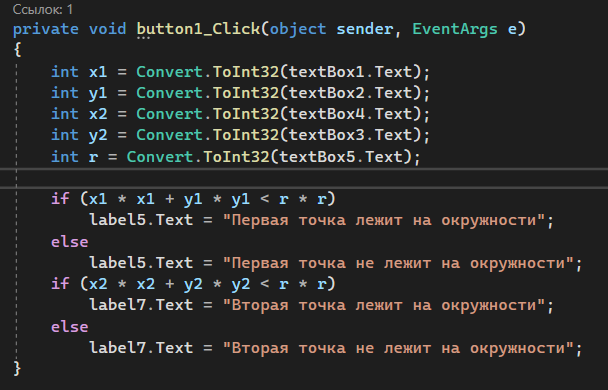 Ссылок: 1
private void button1_Click(object sender, EventArgs e)
{
int x1 = Convert.ToInt32(textBox1.Text);
int y1 = Convert.ToInt32(textBox2.Text);
int x2 = Convert.ToInt32(textBox4.Text);
int y2 = Convert.ToInt32(textBox3.Text);
int r = Convert.ToInt32(textBox5.Text);
if (x1 * x1 + y1 * y1 < r * r)
label5.Text = "Первая точка лежит на окружности";
else
label5.Text = "Первая точка не лежит на окружности";
if (x2 * x2 + y2 * y2 < r * r)
label7.Text = "Вторая точка лежит на окружности";
else
label7.Text = "Вторая точка не лежит на окружности";
}